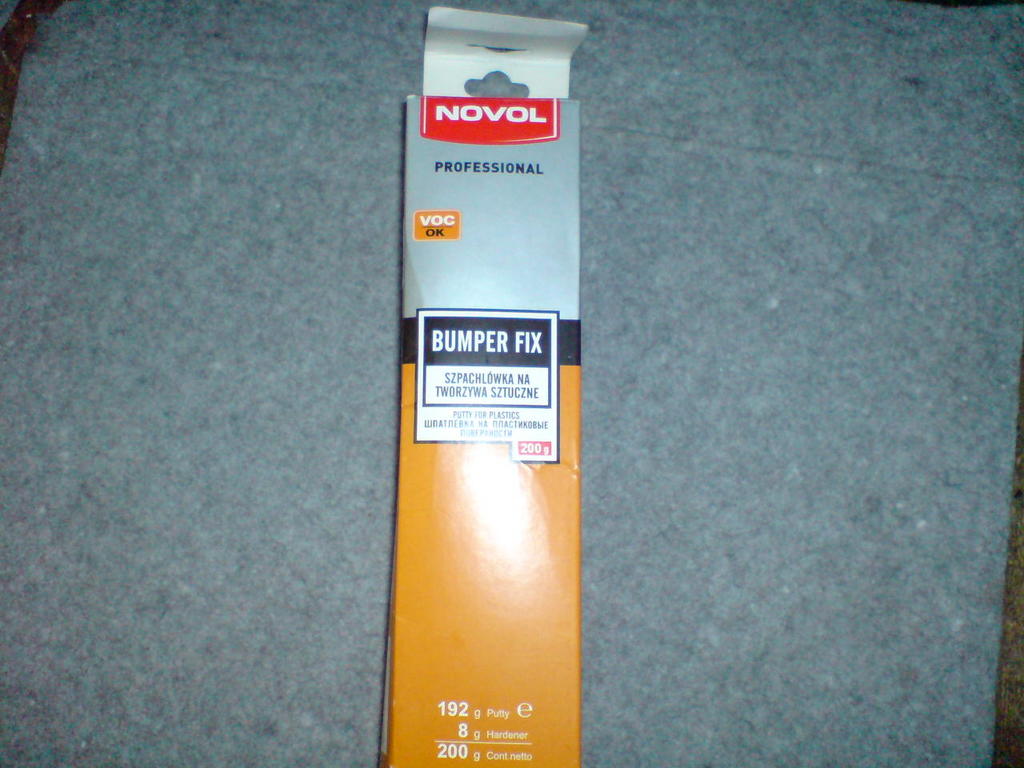 NOVOL
PROFESSIONAL
VOC
OK
BUMPER FIX
SZPACHLÓWKA NA
TWORZYWA SZTUCZNE
PUTTY FOR PLASTICS
ШПАТЛЕВКА НА ПЛАСТИКОВЫЕ
ПОВЕРХНОСТИ
200 g
192 g Putty ℮
8 g Hardener
200 g Cont.netto